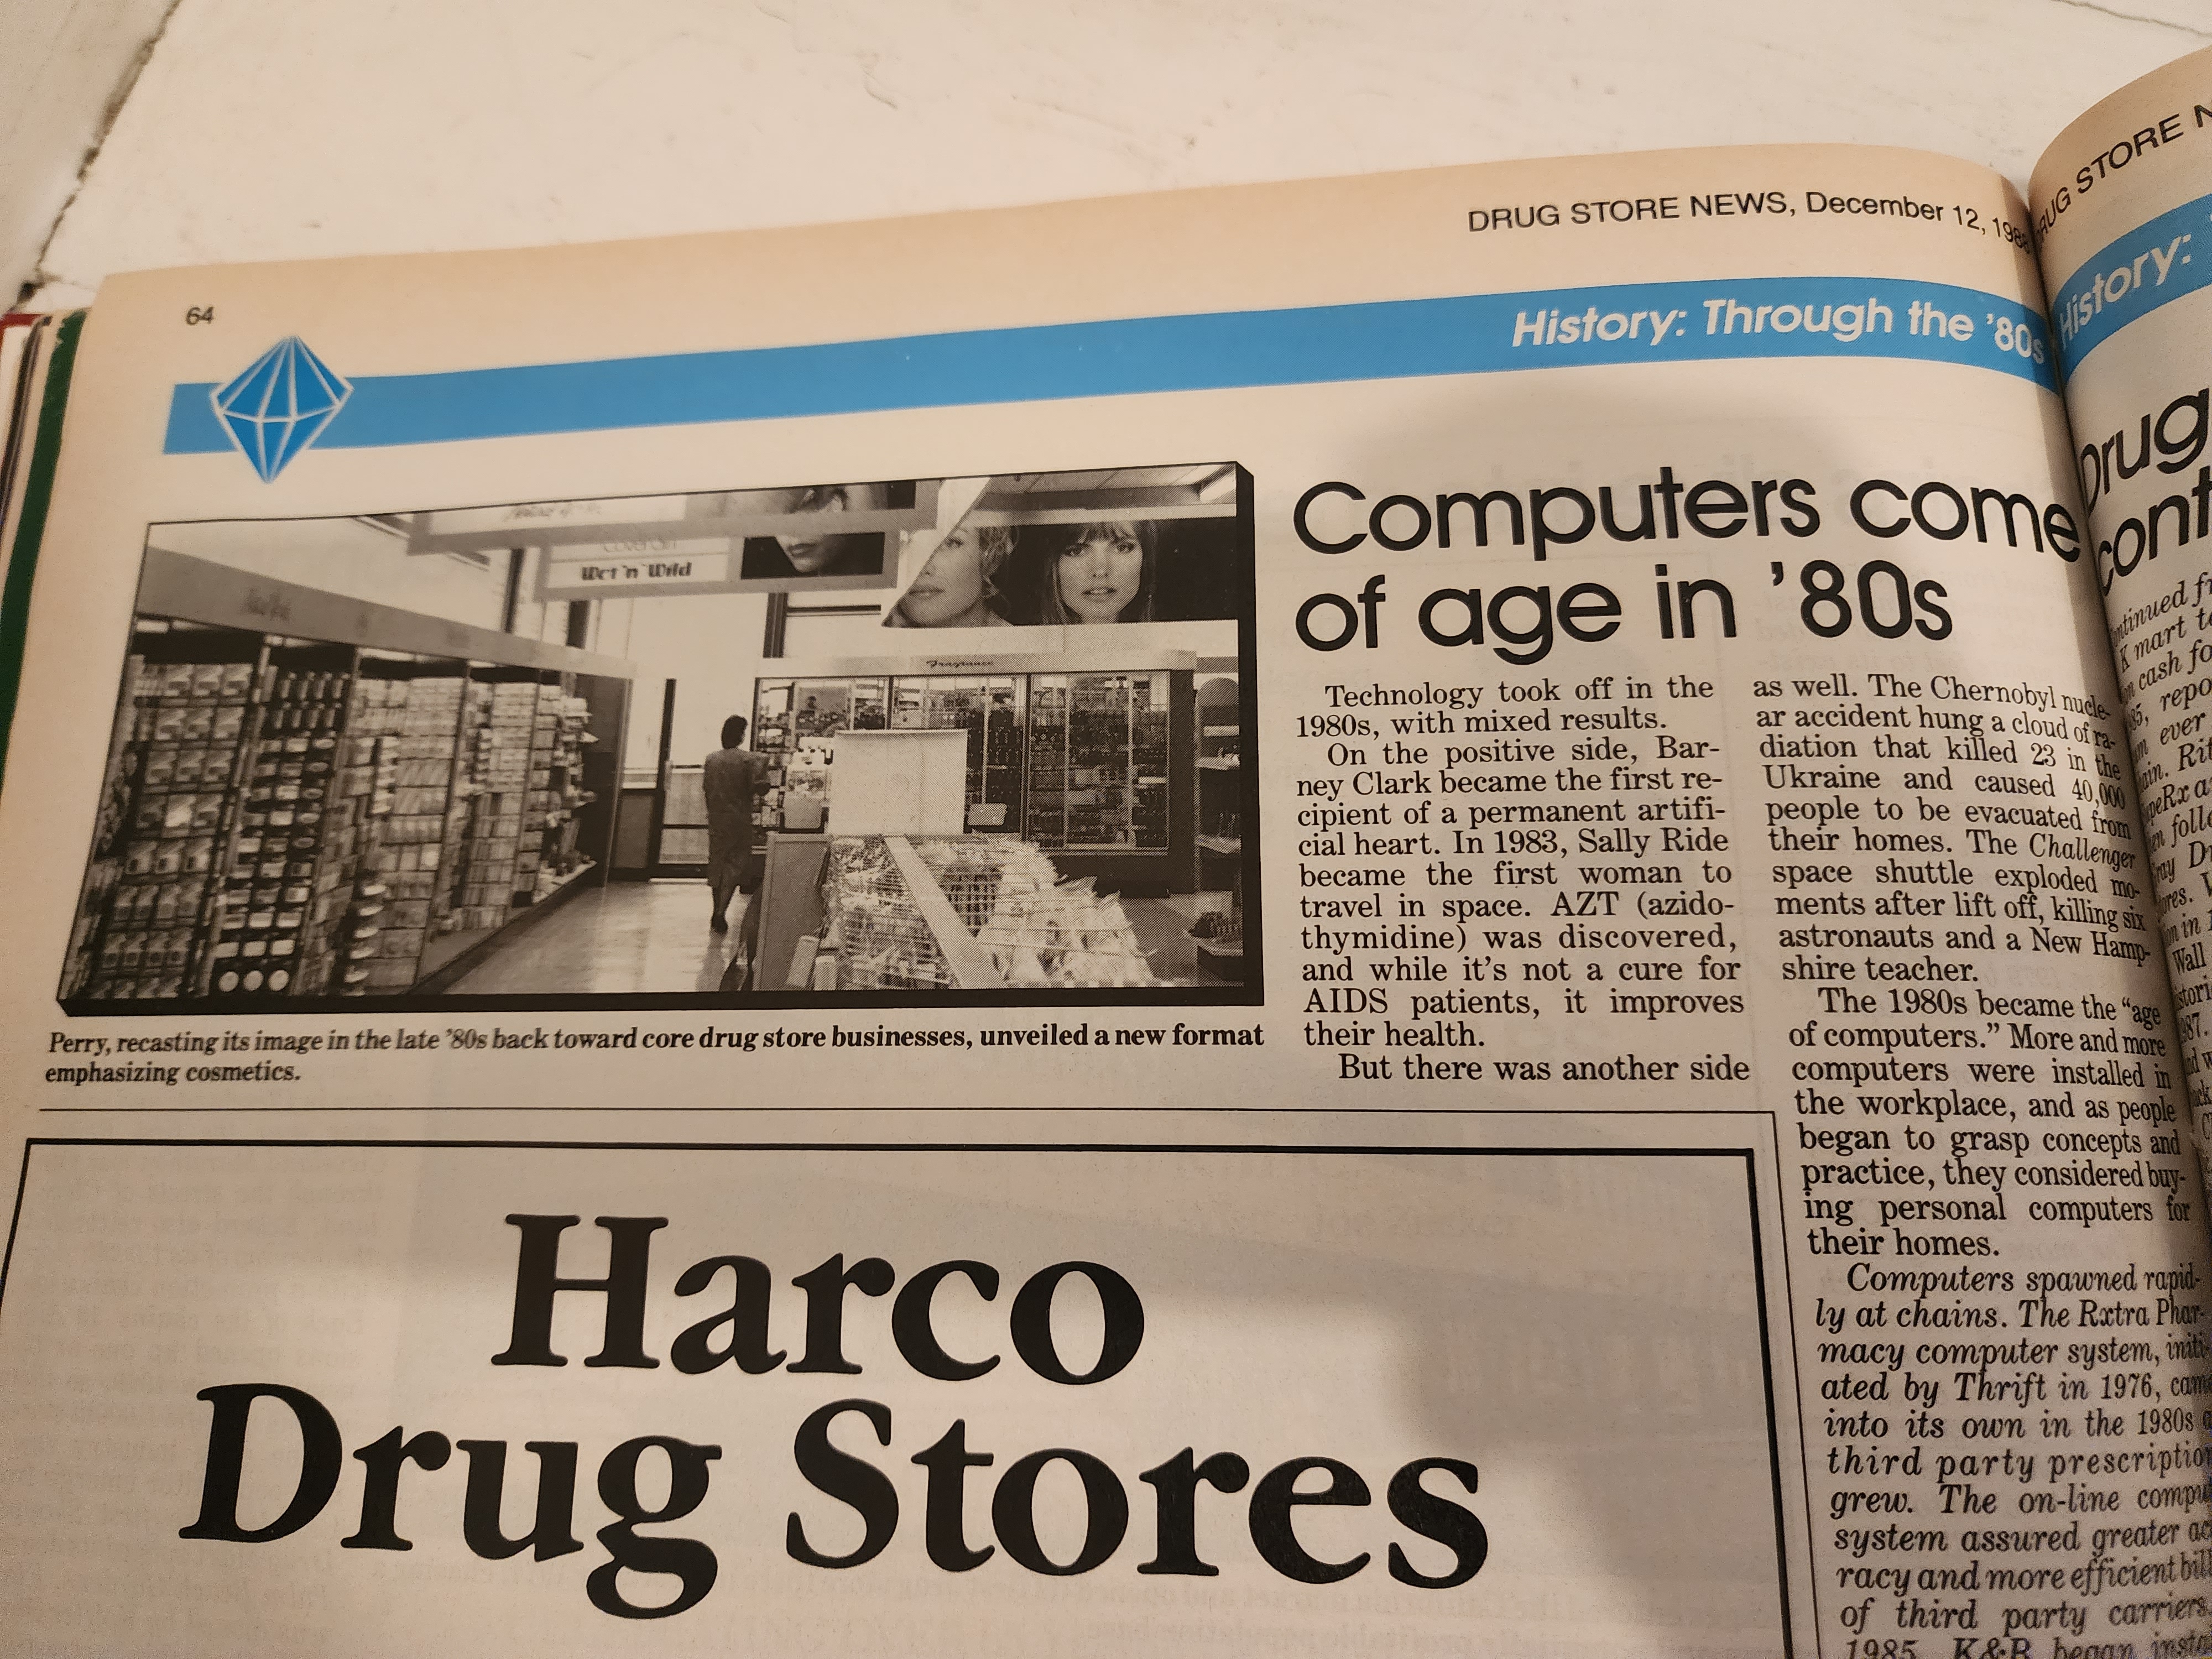 DRUG STORE NEWS, December 12,
64
History: Through the '80s
Wet 'n' Wild
Fragrance
Perry, recasting its image in the late '80s back toward core drug store businesses, unveiled a new format
emphasizing cosmetics.
Computers come
of age in '80s
Technology took off in the
1980s, with mixed results.
On the positive side, Bar-
ney Clark became the first re-
cipient of a permanent artifi-
cial heart. In 1983, Sally Ride
became the first woman to
travel in space. AZT (azido-
thymidine) was discovered,
and while it's not a cure for
AIDS patients, it improves
their health.
But there was another side
as well. The Chernobyl nucle-
ar accident hung a cloud of ra-
diation that killed 23 in the
Ukraine and caused 40,000
people to be evacuated from
their homes. The Challenger
space shuttle exploded mo-
ments after lift off, killing six
astronauts and a New Hamp-
shire teacher.
The 1980s became the "age
of computers." More and more
computers were installed in
the workplace, and as people
began to grasp concepts and
practice, they considered buy-
ing personal computers for
their homes.
Computers spawned rapid-
ly at chains. The Rxtra Phar-
macy computer system, initi-
ated by Thrift in 1976, came
into its own in the 1980s
third party prescription
grew. The on-line
system assured greater
racy and more efficient
of third party carriers.
1985, K&B began
Harco
Drug Stores
DRUG STORE
History:
Drug
K mart
cash
ever